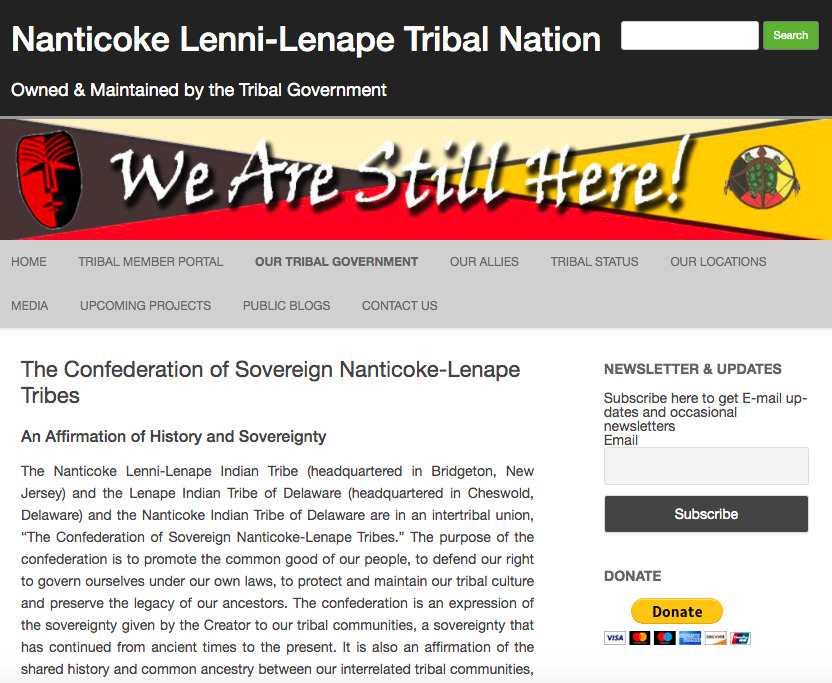 Nanticoke Lenni-Lenape Tribal Nation
Search
Owned & Maintained by the Tribal Government
We Are Still Here!
HOME TRIBAL MEMBER PORTAL OUR TRIBAL GOVERNMENT OUR ALLIES TRIBAL STATUS OUR LOCATIONS
MEDIA UPCOMING PROJECTS PUBLIC BLOGS CONTACT US
The Confederation of Sovereign Nanticoke-Lenape
Tribes
An Affirmation of History and Sovereignty
The Nanticoke Lenni-Lenape Indian Tribe (headquartered in Bridgeton, New
Jersey) and the Lenape Indian Tribe of Delaware (headquartered in Cheswold,
Delaware) and the Nanticoke Indian Tribe of Delaware are in an intertribal union,
“The Confederation of Sovereign Nanticoke-Lenape Tribes.” The purpose of the
confederation is to promote the common good of our people, to defend our right
to govern ourselves under our own laws, to protect and maintain our tribal culture
and preserve the legacy of our ancestors. The confederation is an expression of
the sovereignty given by the Creator to our tribal communities, a sovereignty that
has continued from ancient times to the present. It is also an affirmation of the
shared history and common ancestry between our interrelated tribal communities,
NEWSLETTER & UPDATES
Subscribe here to get E-mail up-
dates and occasional
newsletters
Email
Subscribe
DONATE
Donate
VISA
DISCOVER